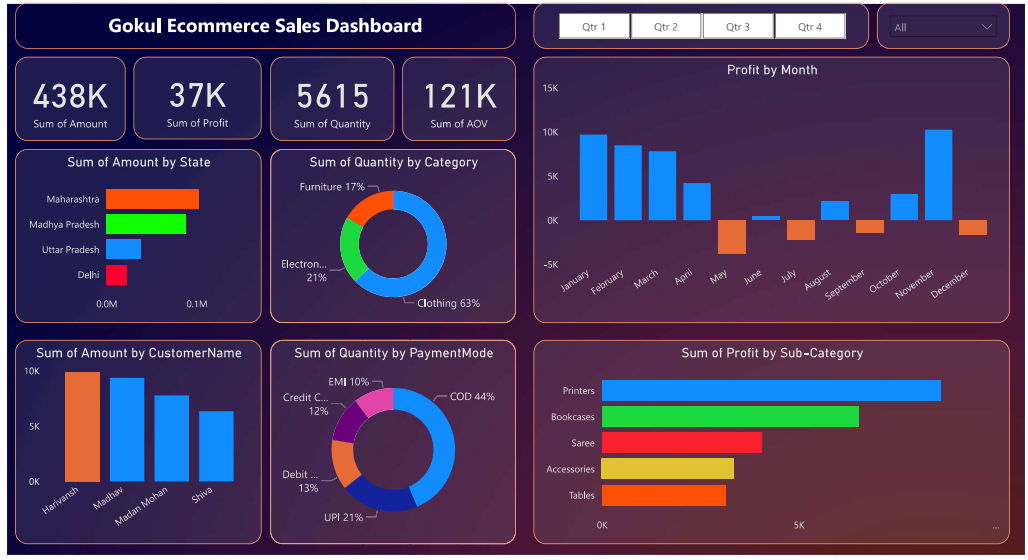 Gokul Ecommerce Sales Dashboard
Qtr 1
Qtr 2
Qtr 3
Qtr 4
All
438K
Sum of Amount
37K
Sum of Profit
5615
Sum of Quantity
121K
Sum of AOV
Profit by Month
15K
10K
5K
0K
-5K
January
February
March
April
May
June
July
August
September
October
November
December
Sum of Amount by State
Maharashtra
Madhya Pradesh
Uttar Pradesh
Delhi
0.0M
0.1M
Sum of Quantity by Category
Furniture 17%
Electron...
21%
Clothing 63%
Sum of Amount by CustomerName
10K
5K
0K
Harivansh
Madhav
Madan Mohan
Shiva
Sum of Quantity by PaymentMode
EMI 10%
Credit C...
12%
Debit ...
13%
UPI 21%
COD 44%
Sum of Profit by Sub-Category
Printers
Bookcases
Saree
Accessories
Tables
0K
5K
...